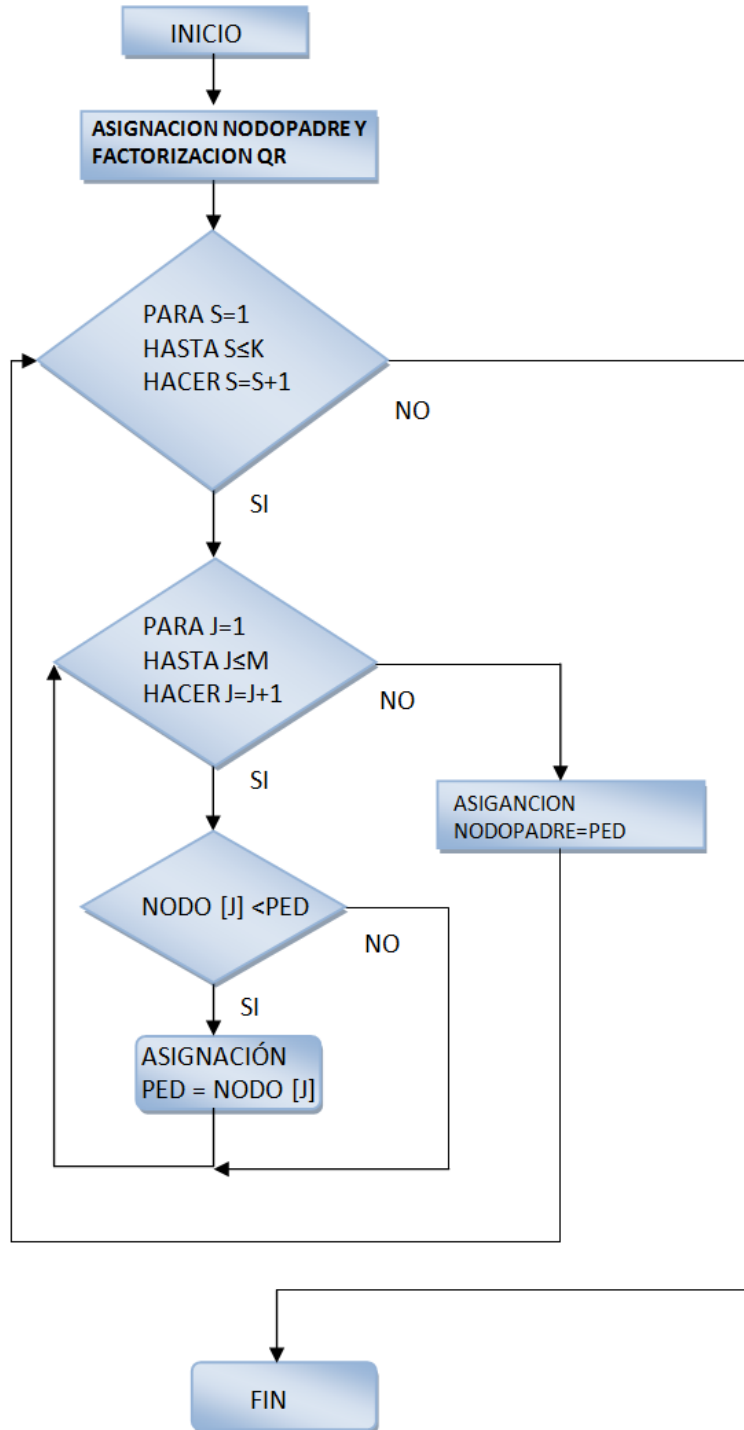 INICIO
ASIGNACION NODOPADRE Y
FACTORIZACION QR
PARA S=1
HASTA S≤K
HACER S=S+1
NO
SI
PARA J=1
HASTA J≤M
HACER J=J+1
NO
SI
ASIGANCION
NODOPADRE=PED
NODO [J] <PED
NO
SI
ASIGNACIÓN
PED = NODO [J]
FIN